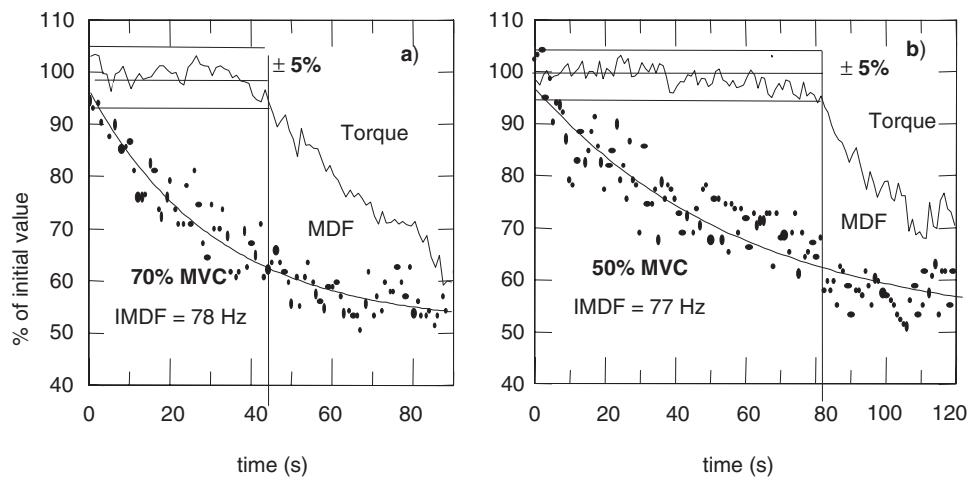 % of initial value
110
100
90
80
70
60
50
40
a)
± 5%
Torque
MDF
70% MVC
IMDF = 78 Hz
0 20 40 60 80
time (s)
110
100
90
80
70
60
50
40
b)
± 5%
Torque
MDF
50% MVC
IMDF = 77 Hz
0 20 40 60 80 100 120
time (s)